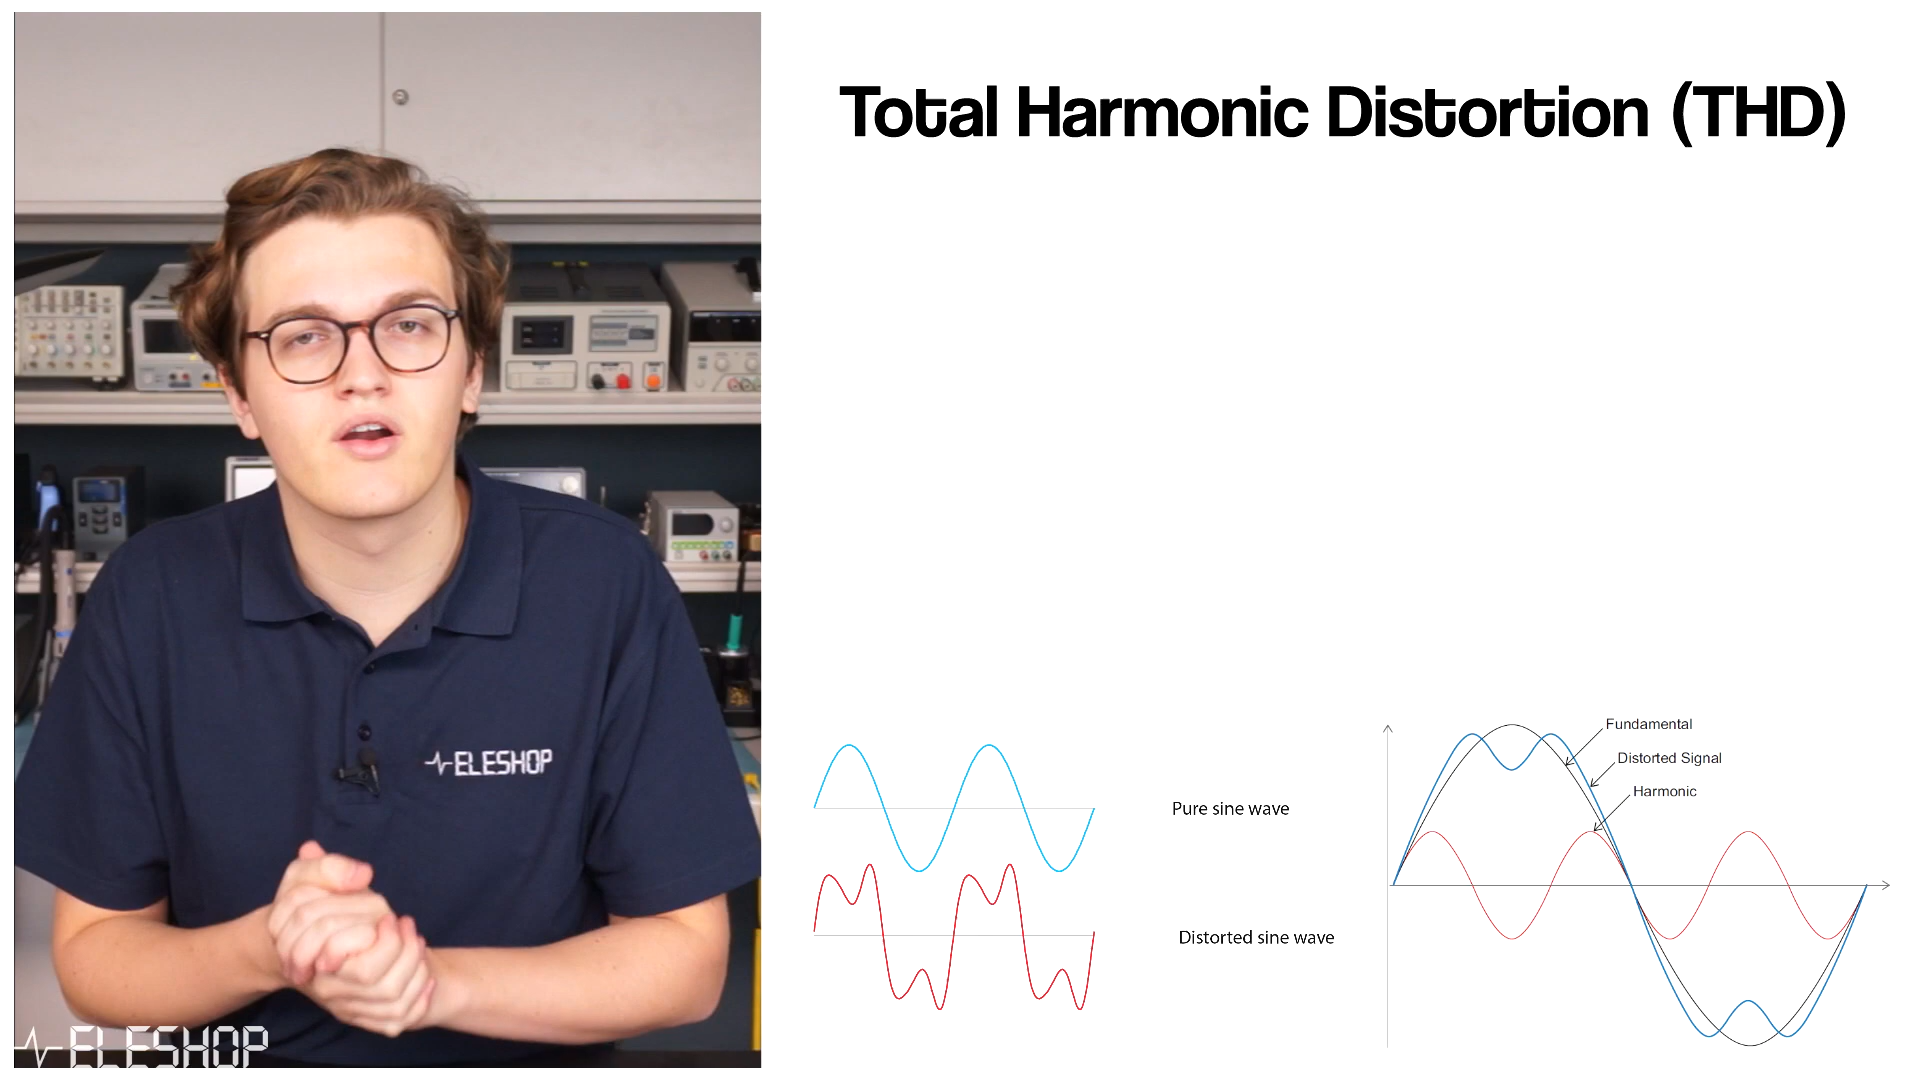 Total Harmonic Distortion (THD)
ELESHOP
ELESHOP
Pure sine wave
Distorted sine wave
Fundamental
Distorted Signal
Harmonic